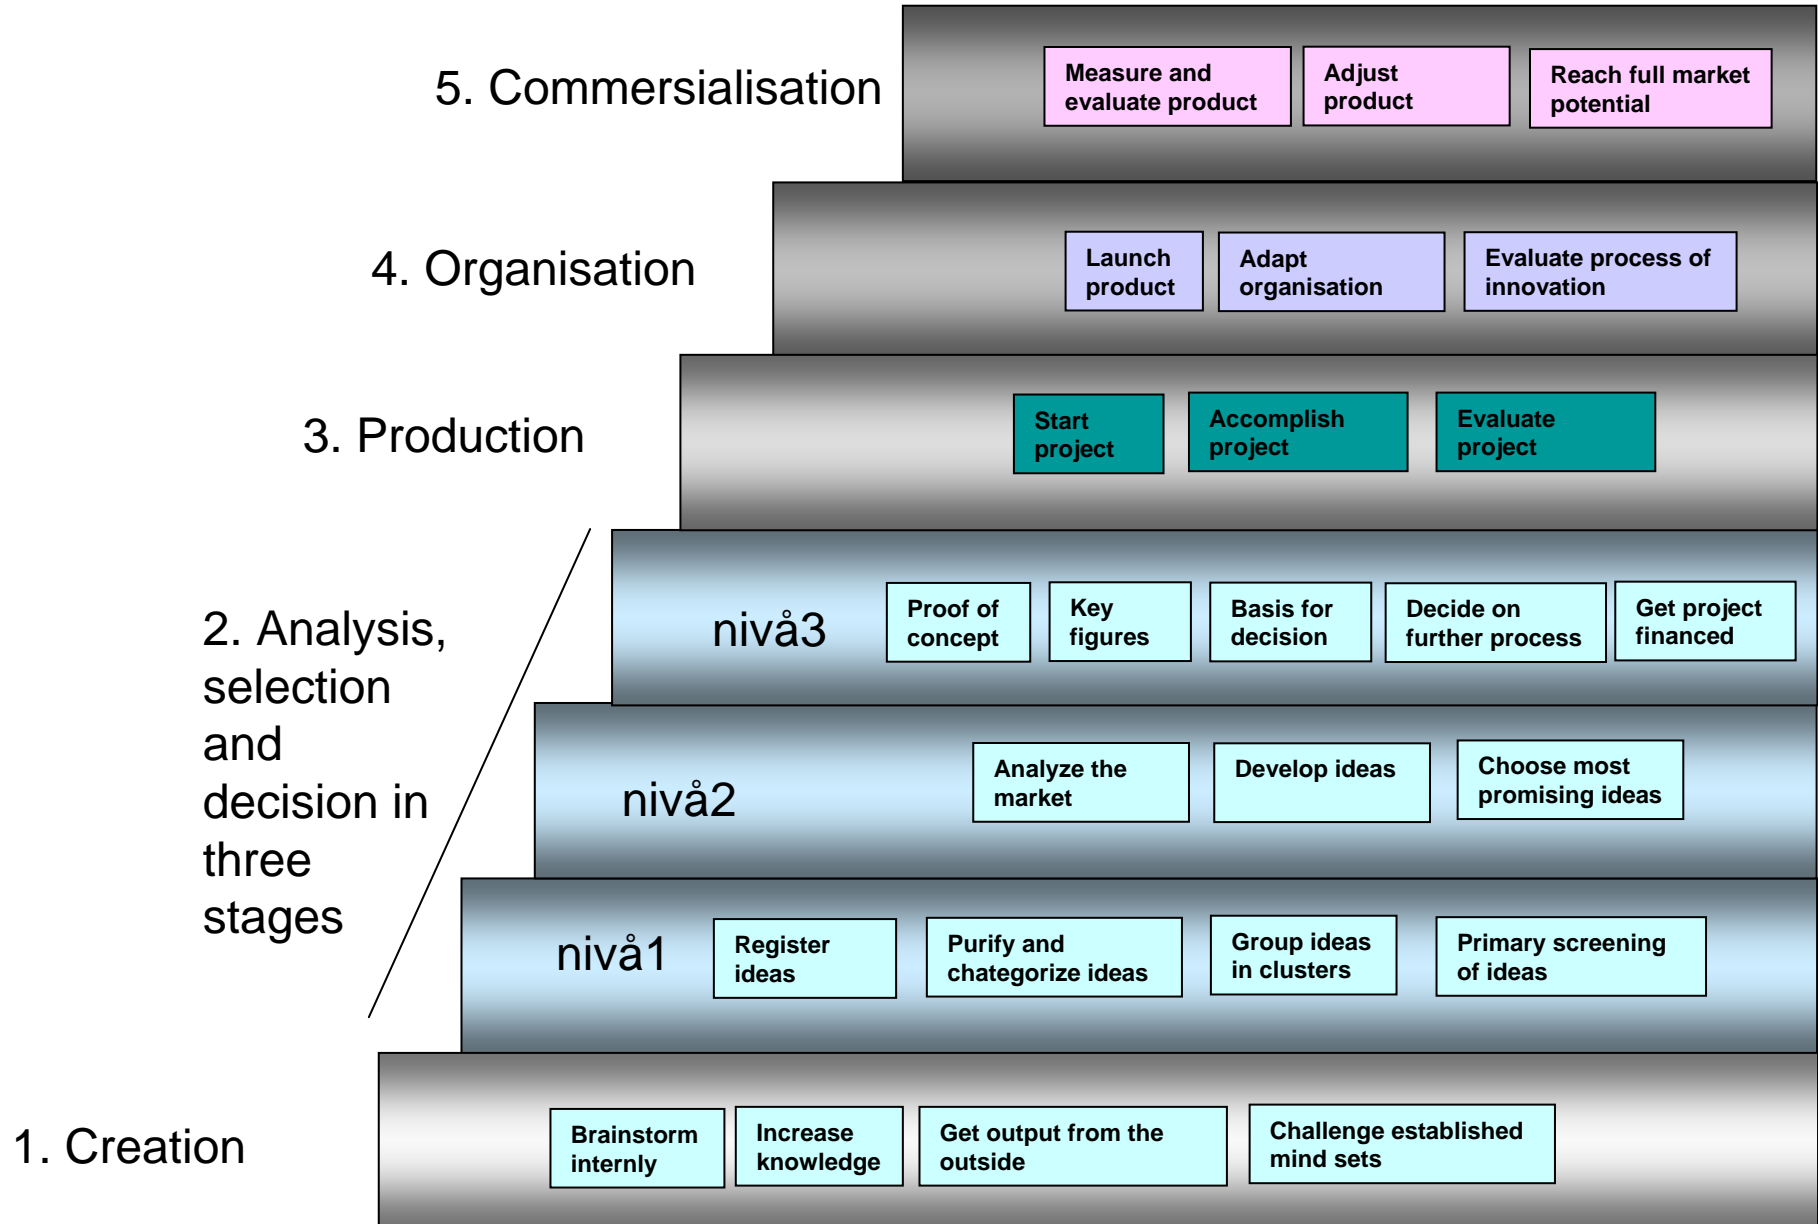 5. Commersialisation
Measure and
evaluate product
Adjust
product
Reach full market
potential
4. Organisation
Launch
product
Adapt
organisation
Evaluate process of
innovation
3. Production
Start
project
Accomplish
project
Evaluate
project
2. Analysis,
selection
and
decision in
three
stages
nivå3
Proof of
concept
Key
figures
Basis for
decision
Decide on
further process
Get project
financed
nivå2
Analyze the
market
Develop ideas
Choose most
promising ideas
nivå1
Register
ideas
Purify and
chategorize ideas
Group ideas
in clusters
Primary screening
of ideas
1. Creation
Brainstorm
internly
Increase
knowledge
Get output from the
outside
Challenge established
mind sets